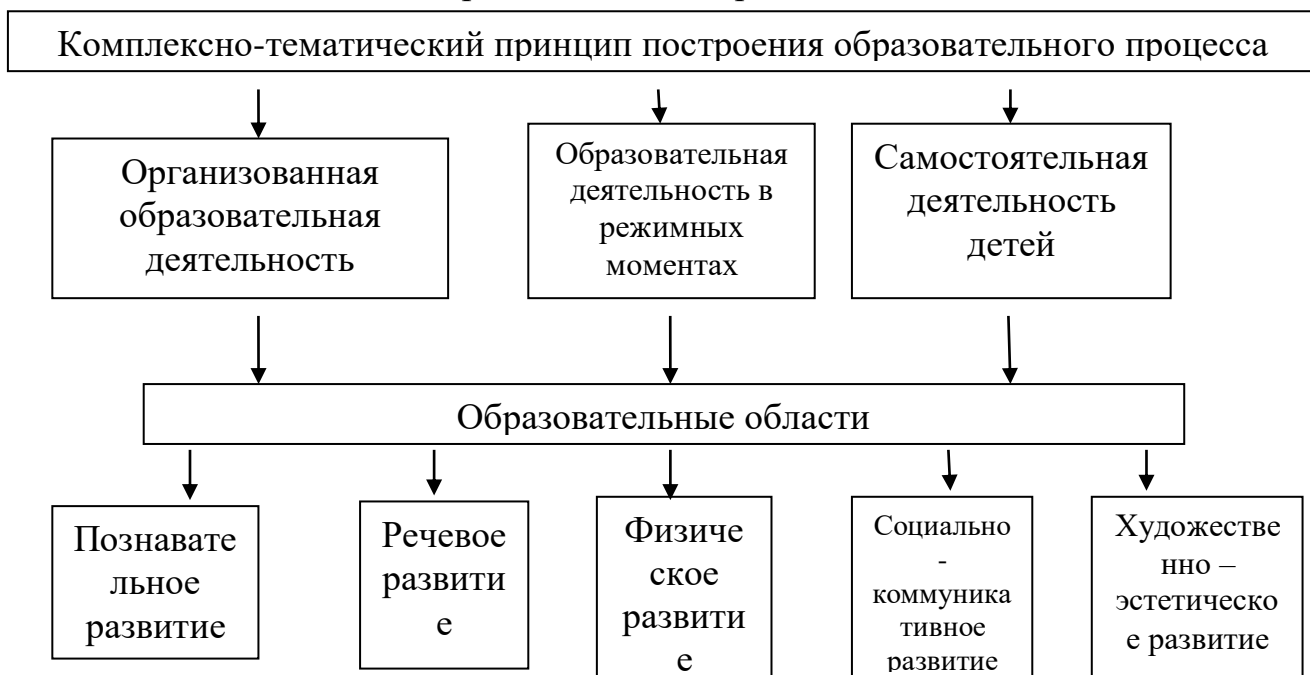 Комплексно-тематический принцип построения образовательного процесса
Организованная
образовательная
деятельность
Образовательная
деятельность в
режимных
моментах
Самостоятельная
деятельность
детей
Образовательные области
Познавате
льное
развитие
Речевое
развити
е
Физиче
ское
развити
е
Социально
-
коммуника
тивное
развитие
Художестве
нно –
эстетическо
е развитие